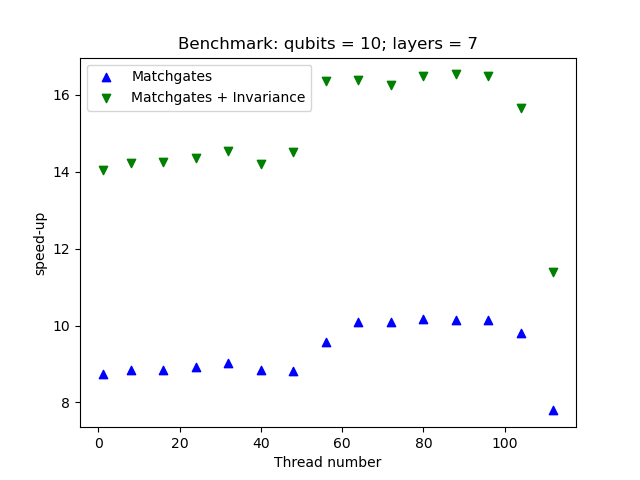 Benchmark: qubits = 10; layers = 7
Matchgates
Matchgates + Invariance
16
14
12
10
8
speed-up
0 20 40 60 80 100
Thread number